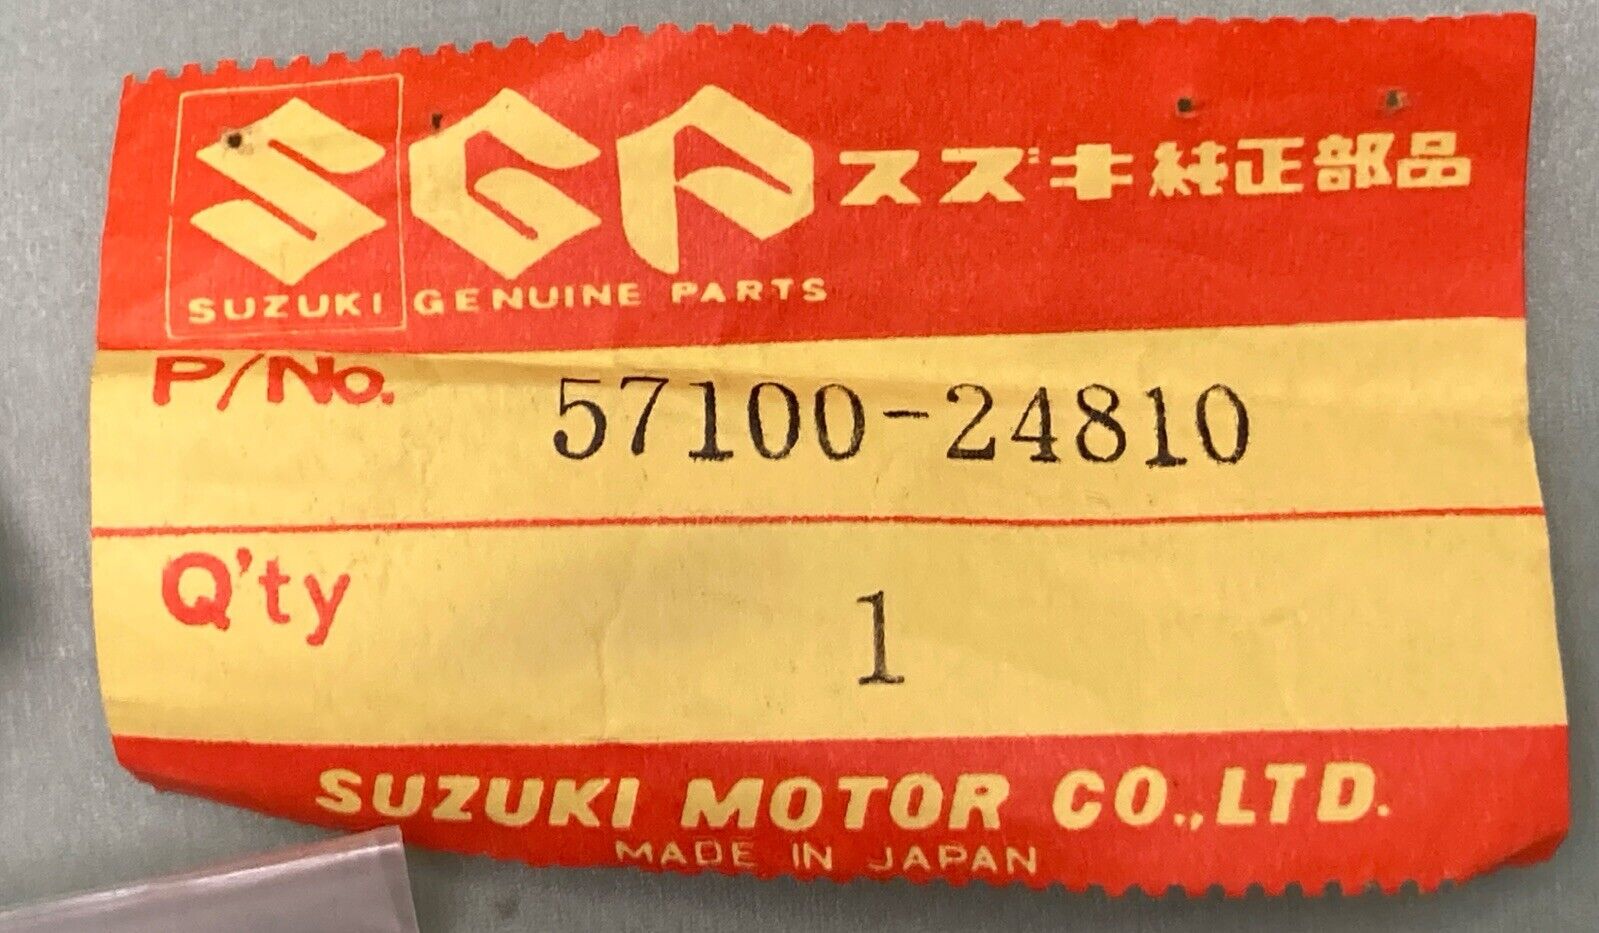 SGP スズキ純正部品
SUZUKI GENUINE PARTS
P/No. 57100-24810
Q'ty 1
SUZUKI MOTOR CO.,LTD.
MADE IN JAPAN